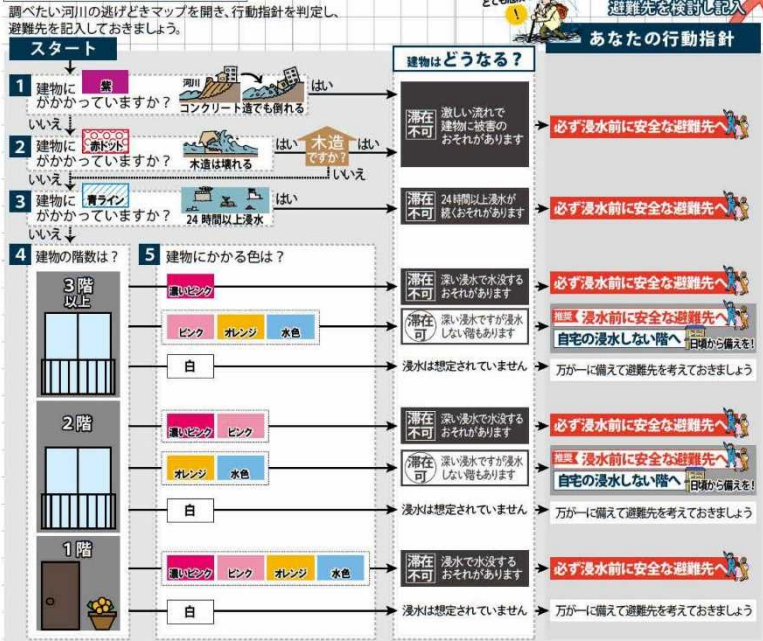 調べたい河川の逃げどきマップを開き、行動指針を判定し、
避難先を記入しておきましょう。
避難先を検討し記入
スタート
建物はどうなる?
あなたの行動指針
1 建物に 紫
がかかっていますか?
河川
コンクリート造でも倒れる
はい
滞在
不可
激しい流れで
建物に被害の
おそれがあります
必ず浸水前に安全な避難先へ
いいえ
2 建物に 赤ドット
がかかっていますか?
木造は壊れる
はい
木造
ですか?
はい
いいえ
いいえ
3 建物に 青ライン
がかかっていますか?
24時間以上浸水
はい
滞在
不可
24時間以上浸水が
続くおそれがあります
必ず浸水前に安全な避難先へ
いいえ
4 建物の階数は?
5 建物にかかる色は?
3階
以上
濃いピンク
滞在
不可
深い浸水で水没する
おそれがあります
必ず浸水前に安全な避難先へ
ピンク オレンジ 水色
滞在
可
深い浸水ですが浸水
しない階もあります
推奨 浸水前に安全な避難先へ
自宅の浸水しない階へ 日頃から備えを!
白
浸水は想定されていません
万が一に備えて避難先を考えておきましょう
2階
濃いピンク ピンク
滞在
不可
深い浸水で水没する
おそれがあります
必ず浸水前に安全な避難先へ
オレンジ 水色
滞在
可
深い浸水ですが浸水
しない階もあります
推奨 浸水前に安全な避難先へ
自宅の浸水しない階へ 日頃から備えを!
白
浸水は想定されていません
万が一に備えて避難先を考えておきましょう
1階
濃いピンク ピンク オレンジ 水色
滞在
不可
浸水で水没する
おそれがあります
必ず浸水前に安全な避難先へ
白
浸水は想定されていません
万が一に備えて避難先を考えておきましょう